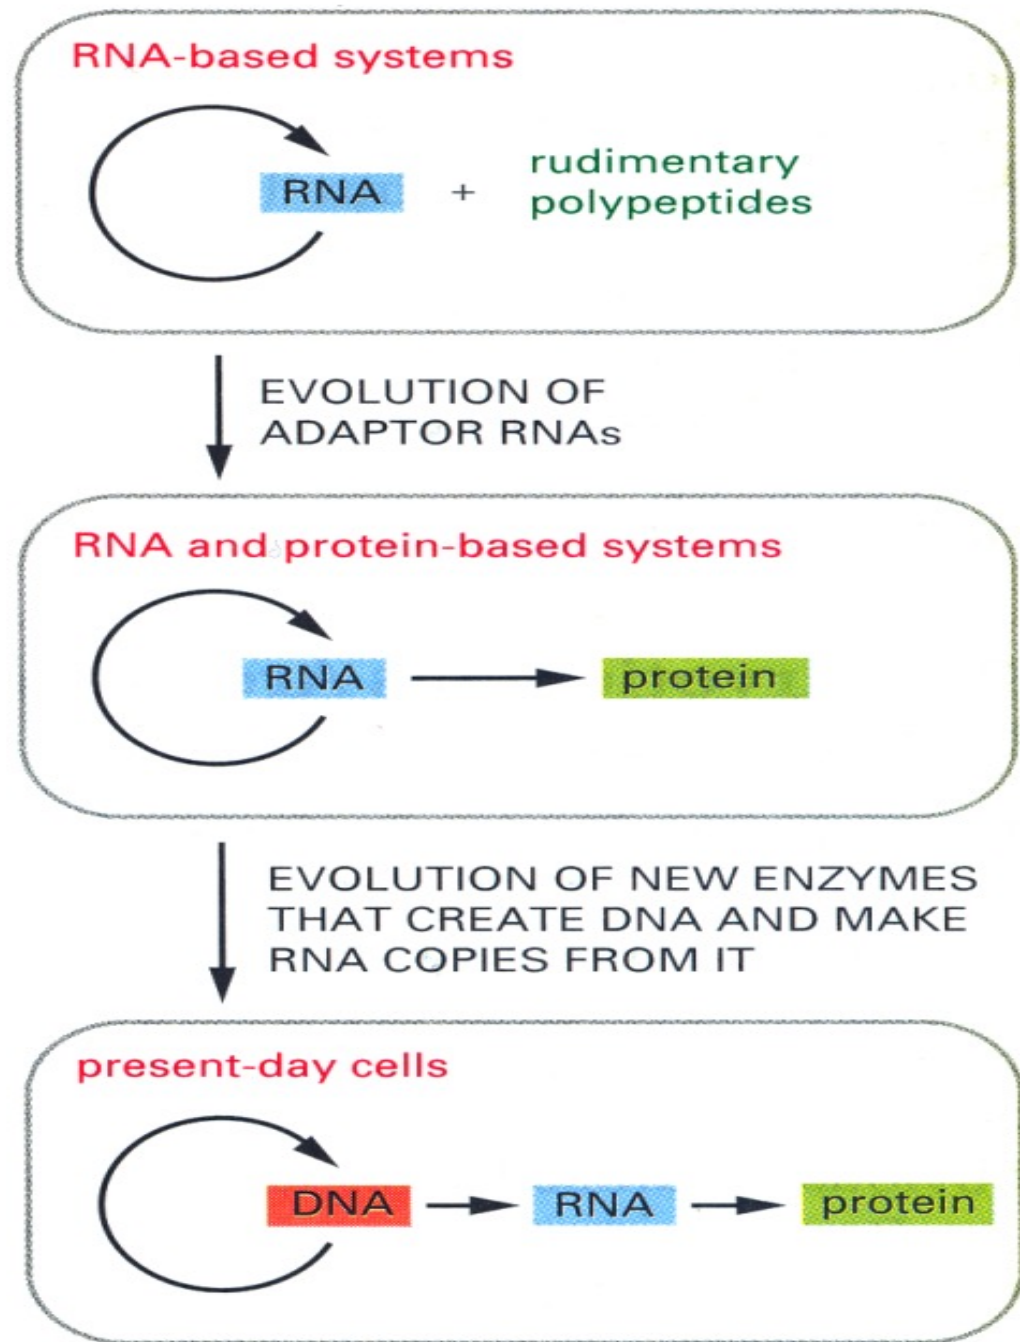 RNA-based systems
RNA + rudimentary
polypeptides
EVOLUTION OF
ADAPTOR RNAs
RNA and protein-based systems
RNA protein
EVOLUTION OF NEW ENZYMES
THAT CREATE DNA AND MAKE
RNA COPIES FROM IT
present-day cells
DNA RNA protein